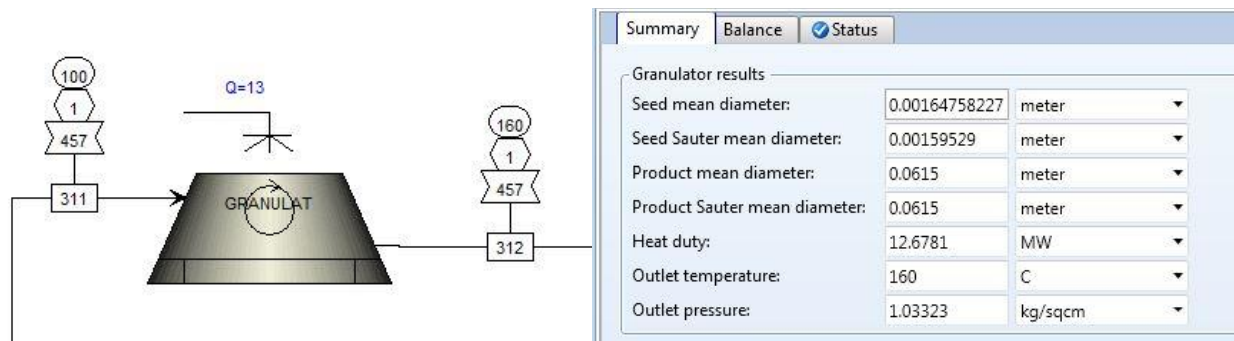 100
1
457
311
Q=13
GRANULAT
160
1
457
312
Summary Balance Status
Granulator results
Seed mean diameter: 0.00164758227 meter
Seed Sauter mean diameter: 0.00159529 meter
Product mean diameter: 0.0615 meter
Product Sauter mean diameter: 0.0615 meter
Heat duty: 12.6781 MW
Outlet temperature: 160 C
Outlet pressure: 1.03323 kg/sqcm